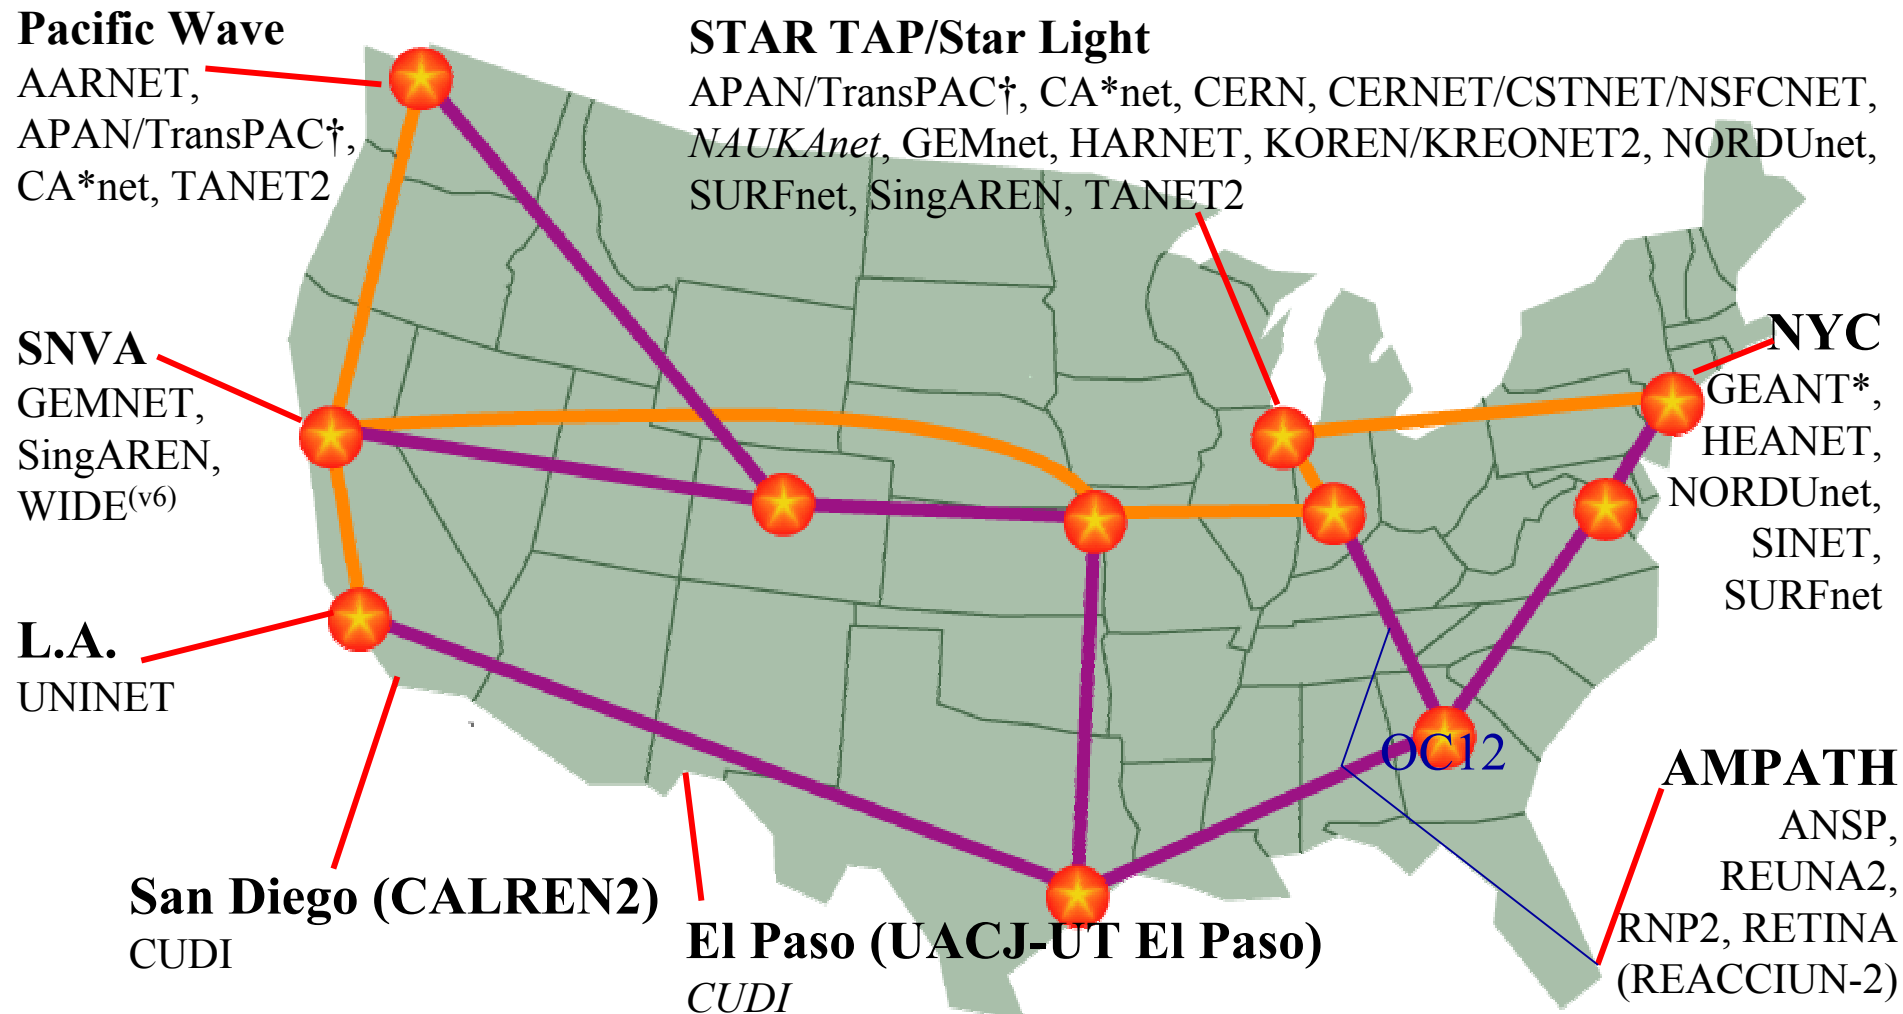 Pacific Wave
AARNET,
APAN/TransPAC†,
CA*net, TANET2
STAR TAP/Star Light
APAN/TransPAC†, CA*net, CERN, CERNET/CSTNET/NSFCNET,
NAUKAnet, GEMnet, HARNET, KOREN/KREONET2, NORDUnet,
SURFnet, SingAREN, TANET2
SNVA
GEMNET,
SingAREN,
WIDE(v6)
NYC
GEANT*,
HEANET,
NORDUnet,
SINET,
SURFnet
L.A.
UNINET
OC12
AMPATH
ANSP,
REUNA2,
RNP2, RETINA
(REACCIUN-2)
San Diego (CALREN2)
CUDI
El Paso (UACJ-UT El Paso)
CUDI